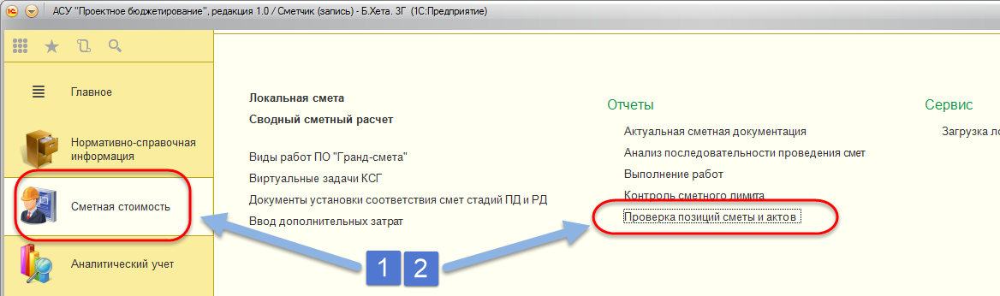 АСУ "Проектное бюджетирование", редакция 1.0 / Сметчик (запись) - Б.Хета. ЗГ (1С:Предприятие)
Главное
Нормативно-справочная
информация
Сметная стоимость
Аналитический учет
Локальная смета
Сводный сметный расчет
Виды работ ПО "Гранд-смета"
Виртуальные задачи КСГ
Документы установки соответствия смет стадий ПД и РД
Ввод дополнительных затрат
Отчеты
Актуальная сметная документация
Анализ последовательности проведения смет
Выполнение работ
Контроль сметного лимита
Проверка позиций сметы и актов
Сервис
Загрузка ло
1 2